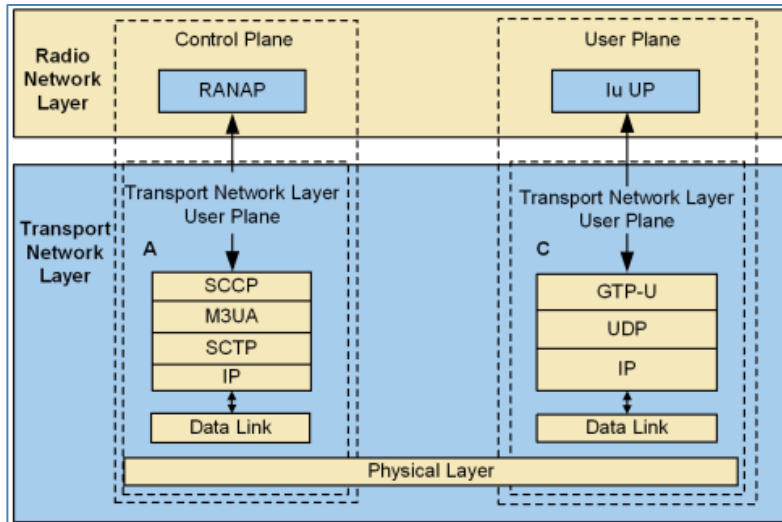 Control Plane
User Plane
Radio
Network
Layer
RANAP
Iu UP
Transport Network Layer
User Plane
Transport Network Layer
User Plane
Transport
Network
Layer
A
C
SCCP
M3UA
SCTP
IP
GTP-U
UDP
IP
Data Link
Data Link
Physical Layer